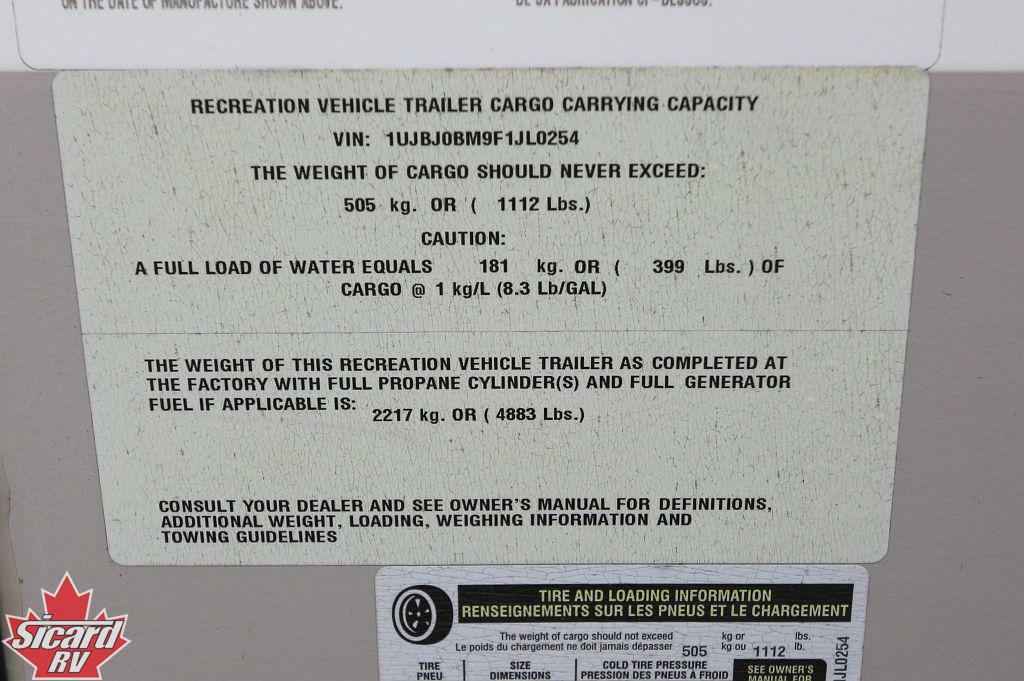 ON THE DATE OF MANUFACTURE SHOWN ABOVE.
DE SA FABRICATION CI-DESSUS.
RECREATION VEHICLE TRAILER CARGO CARRYING CAPACITY
VIN: 1UJBJ0BM9F1JL0254
THE WEIGHT OF CARGO SHOULD NEVER EXCEED:
505 kg. OR ( 1112 Lbs.)
CAUTION:
A FULL LOAD OF WATER EQUALS 181 kg. OR ( 399 Lbs. ) OF
CARGO @ 1 kg/L (8.3 Lb/GAL)
THE WEIGHT OF THIS RECREATION VEHICLE TRAILER AS COMPLETED AT
THE FACTORY WITH FULL PROPANE CYLINDER(S) AND FULL GENERATOR
FUEL IF APPLICABLE IS: 2217 kg. OR ( 4883 Lbs.)
CONSULT YOUR DEALER AND SEE OWNER'S MANUAL FOR DEFINITIONS,
ADDITIONAL WEIGHT, LOADING, WEIGHING INFORMATION AND
TOWING GUIDELINES
TIRE AND LOADING INFORMATION
RENSEIGNEMENTS SUR LES PNEUS ET LE CHARGEMENT
The weight of cargo should not exceed kg or lbs.
Le poids du chargement ne doit jamais dépasser 505 kg ou 1112 lb.
TIRE SIZE COLD TIRE PRESSURE SEE OWNER'S
PNEU DIMENSIONS PRESSION DES PNEUS À FROID MANUAL FOR
JL0254
Sicard
RV